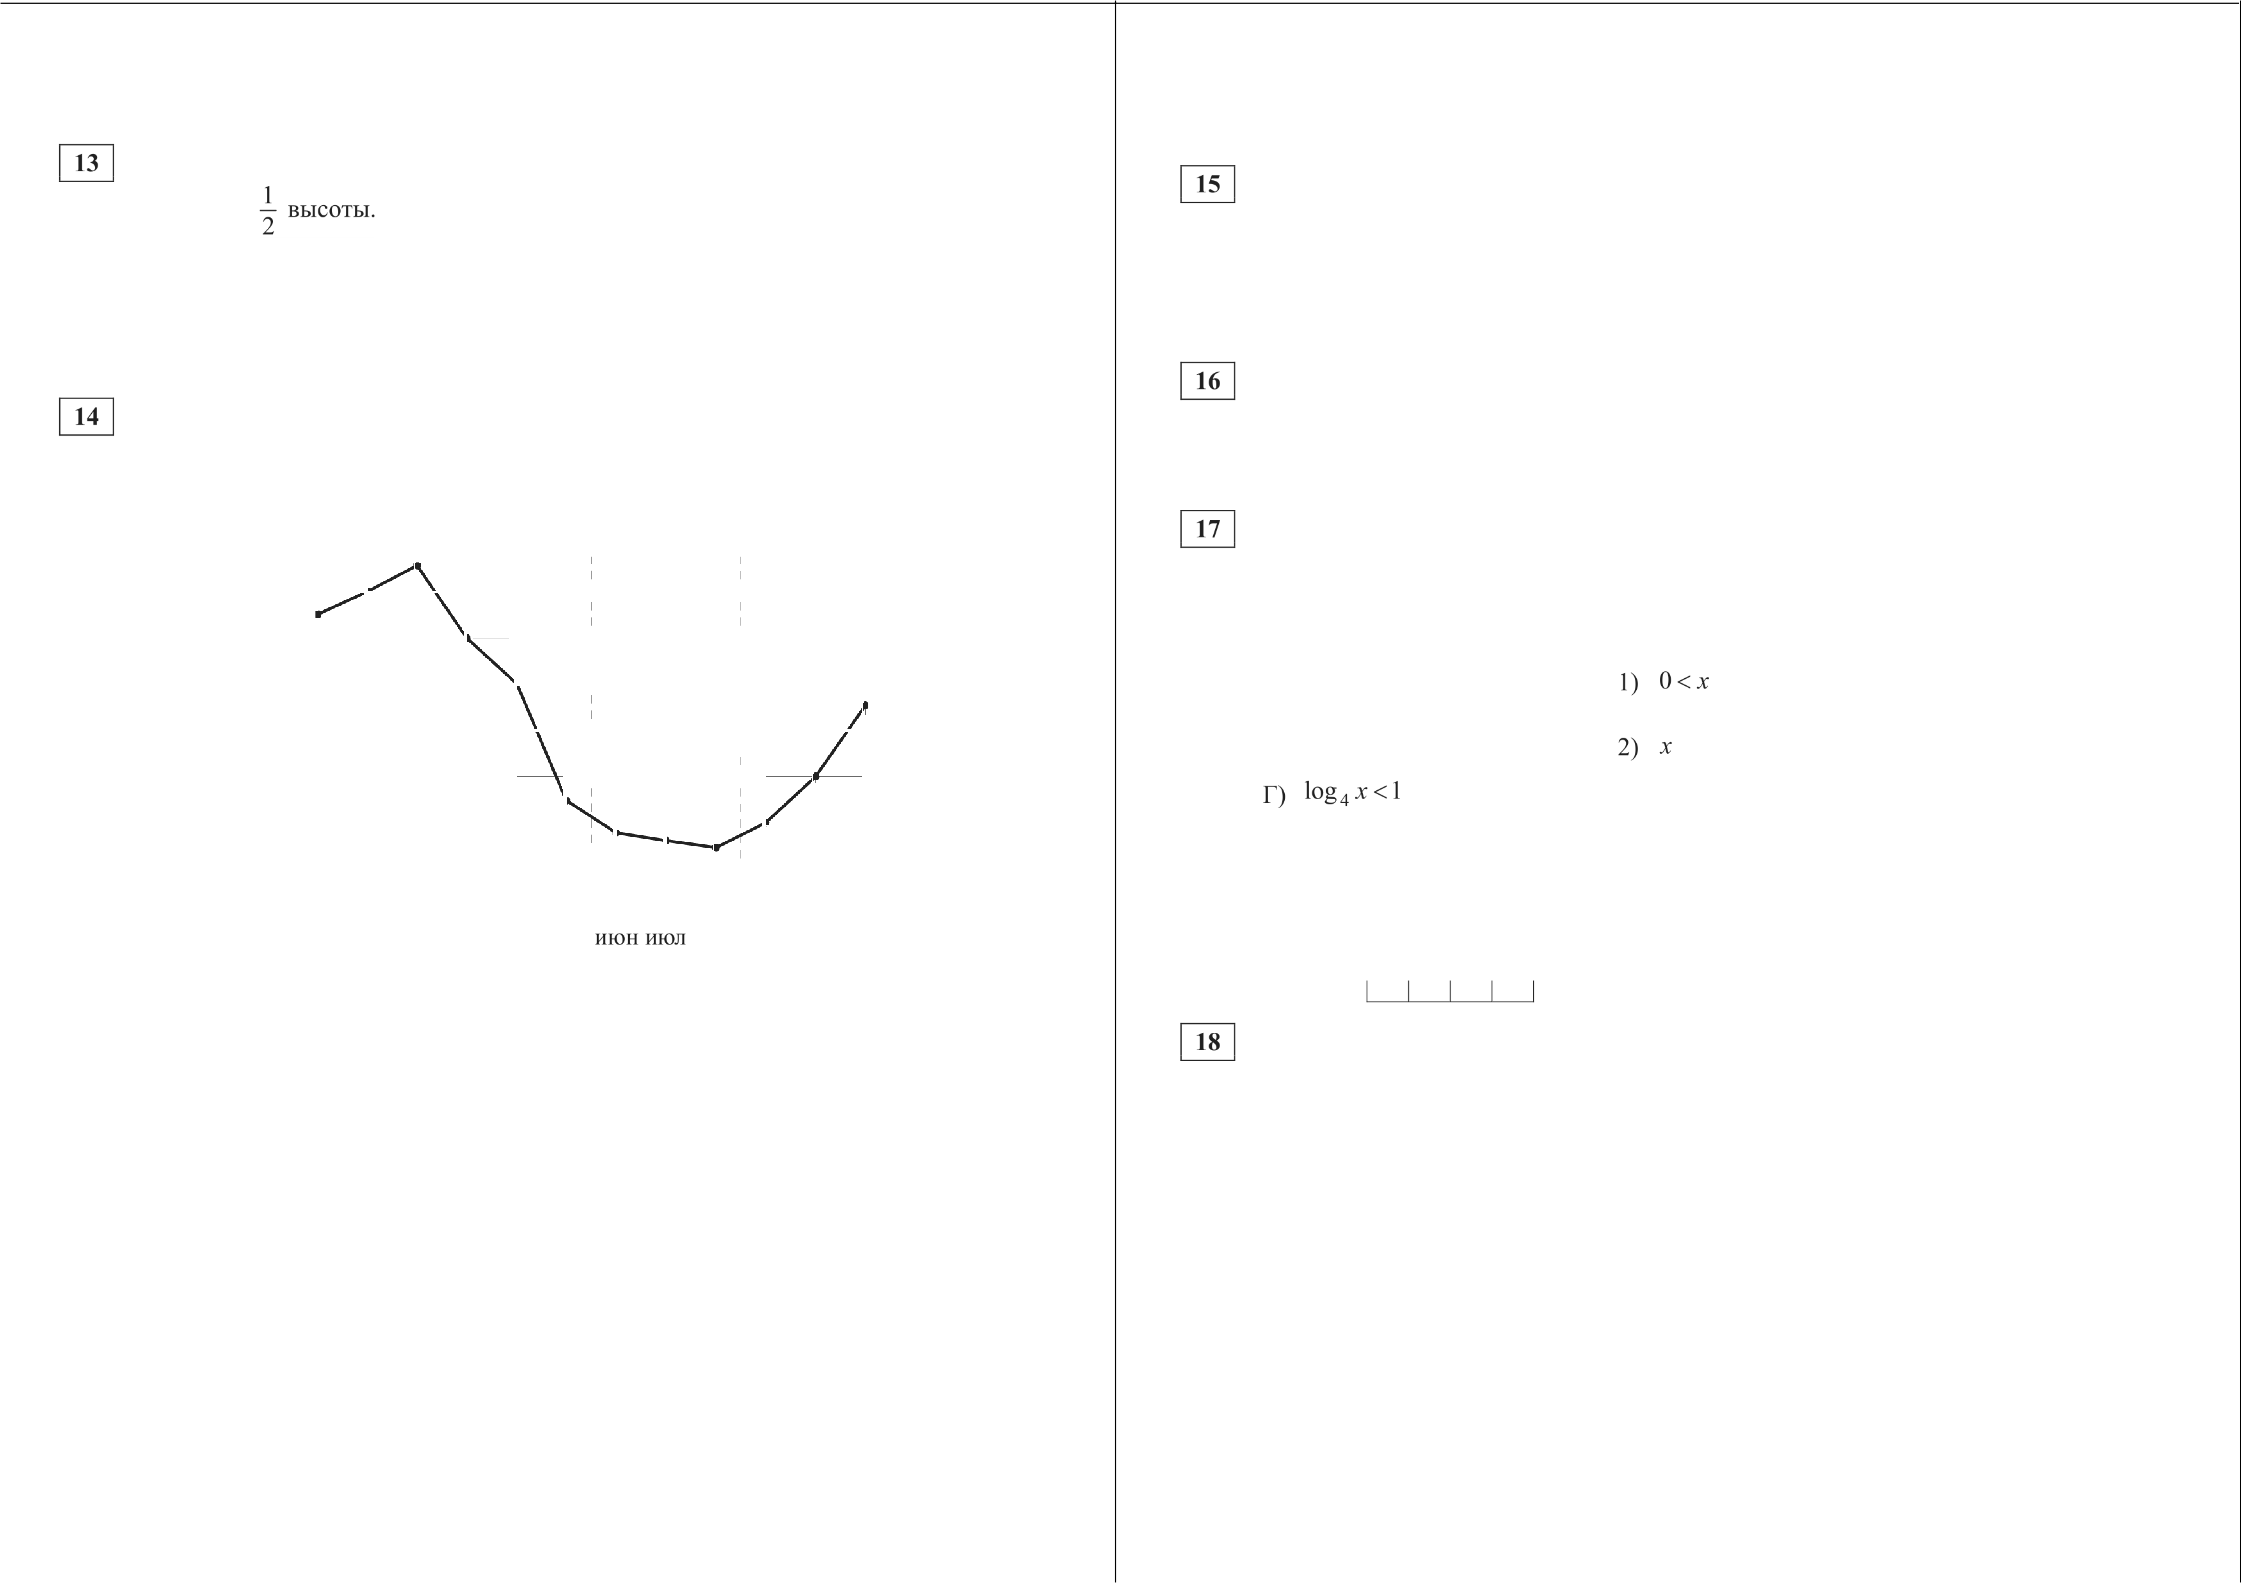 13
1/2 высоты.
14
июн июл
15
16
17
1) 0 < x
2) x
Г) log₄ x < 1
18